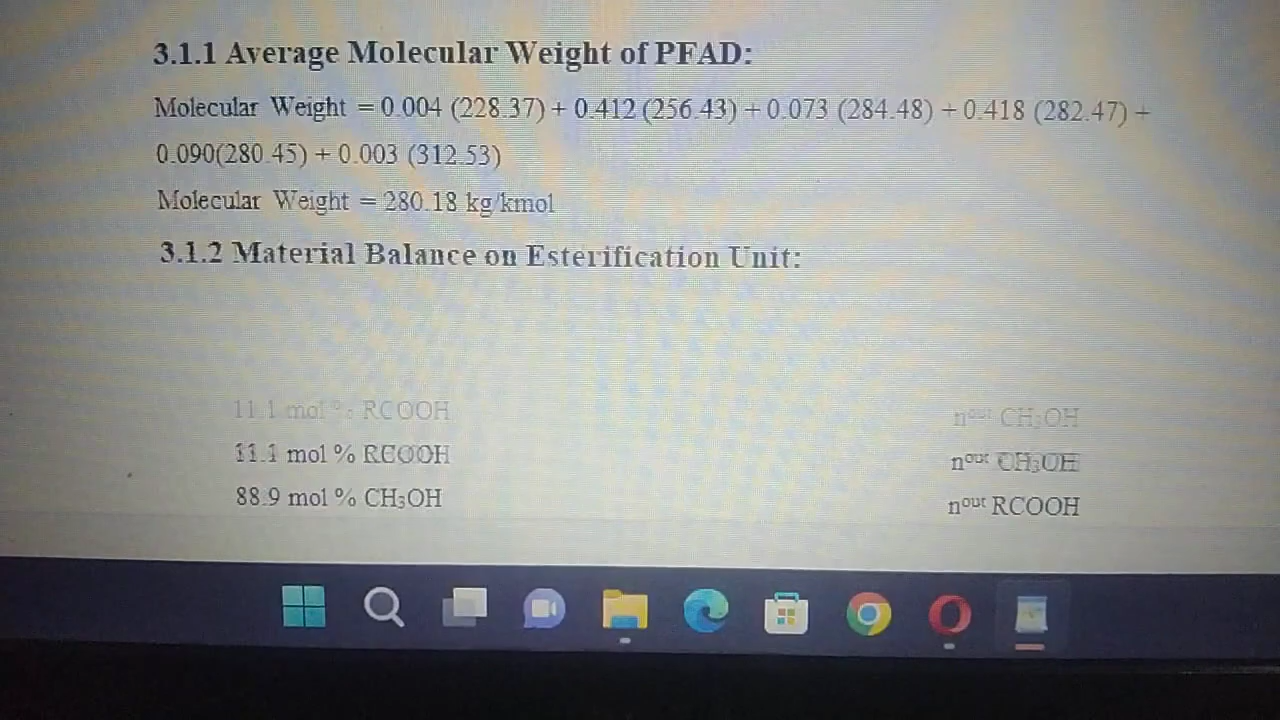 3.1.1 Average Molecular Weight of PFAD:
Molecular Weight = 0.004 (228.37) + 0.412 (256.43) + 0.073 (284.48) + 0.418 (282.47) +
0.090(280.45) + 0.003 (312.53)
Molecular Weight = 280.18 kg/kmol
3.1.2 Material Balance on Esterification Unit:
11.1 mol % RCOOH
nᵒᵘᵗ CH₃OH
11.1 mol % RCOOH
nᵒᵘᵗ CH₃OH
88.9 mol % CH₃OH
nᵒᵘᵗ RCOOH